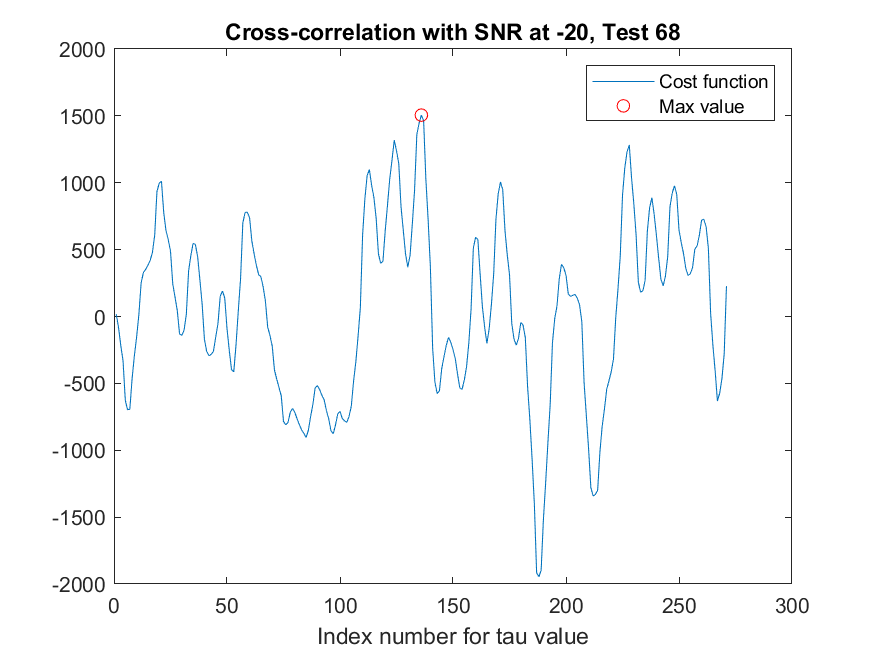 Cross-correlation with SNR at -20, Test 68
Cost function
Max value
2000
1500
1000
500
0
-500
-1000
-1500
-2000
0 50 100 150 200 250 300
Index number for tau value